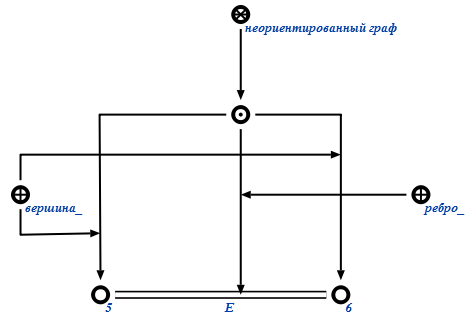 неориентированный граф
вершина_
ребро_
5
E
6